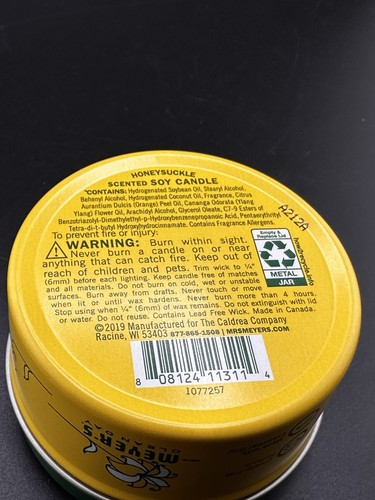 HONEYSUCKLE
SCENTED SOY CANDLE
*CONTAINS: Hydrogenated Soybean Oil, Stearyl Alcohol,
Behenyl Alcohol, Hydrogenated Coconut Oil, Fragrance, Citrus
Aurantium Dulcis (Orange) Peel Oil, Cananga Odorata (Ylang
Ylang) Flower Oil, Arachidyl Alcohol, Glyceryl Oleate, C7-9 Esters of
Benzotriazolyl-Dimethylethyl-p-Hydroxybenzenepropanoic Acid, Pentaerythrityl
Tetra-di-t-butyl Hydroxyhydrocinnamate. Contains Fragrance Allergens.
To prevent fire or injury:
WARNING: Burn within sight.
Never burn a candle on or near
anything that can catch fire. Keep out of
reach of children and pets. Trim wick to ¼"
(6mm) before each lighting. Keep candle free of matches
and all materials. Do not burn on cold, wet or unstable
surfaces. Burn away from drafts. Never touch or move
when lit or until wax hardens. Never burn more than 4 hours.
Stop using when ¼" (6mm) of wax remains. Do not extinguish with lid
or water. Do not reuse. Contains Lead Free Wick. Made in Canada.
©2019 Manufactured for The Caldrea Company
Racine, WI 53403 877-865-1508 MRSMEYERS.COM
8 08124 11311 4
1077257
A212A
Empty &
Replace Lid
METAL
JAR
how2recycle.info
MEYER'S
CLEAN DAY